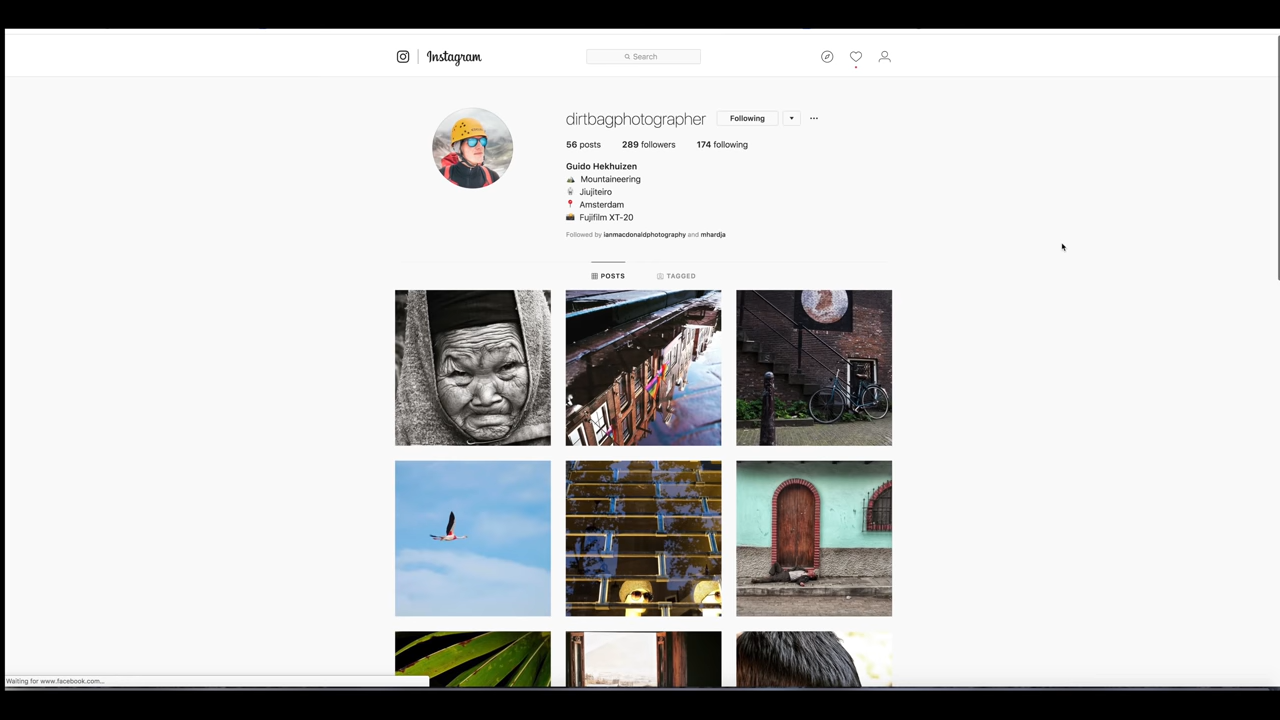 Instagram
Search
dirtbagphotographer Following
56 posts 289 followers 174 following
Guido Hekhuizen
Mountaineering
Jiujiteiro
Amsterdam
Fujifilm XT-20
Followed by ianmacdonaldphotography and mhardja
POSTS TAGGED
Waiting for www.facebook.com...